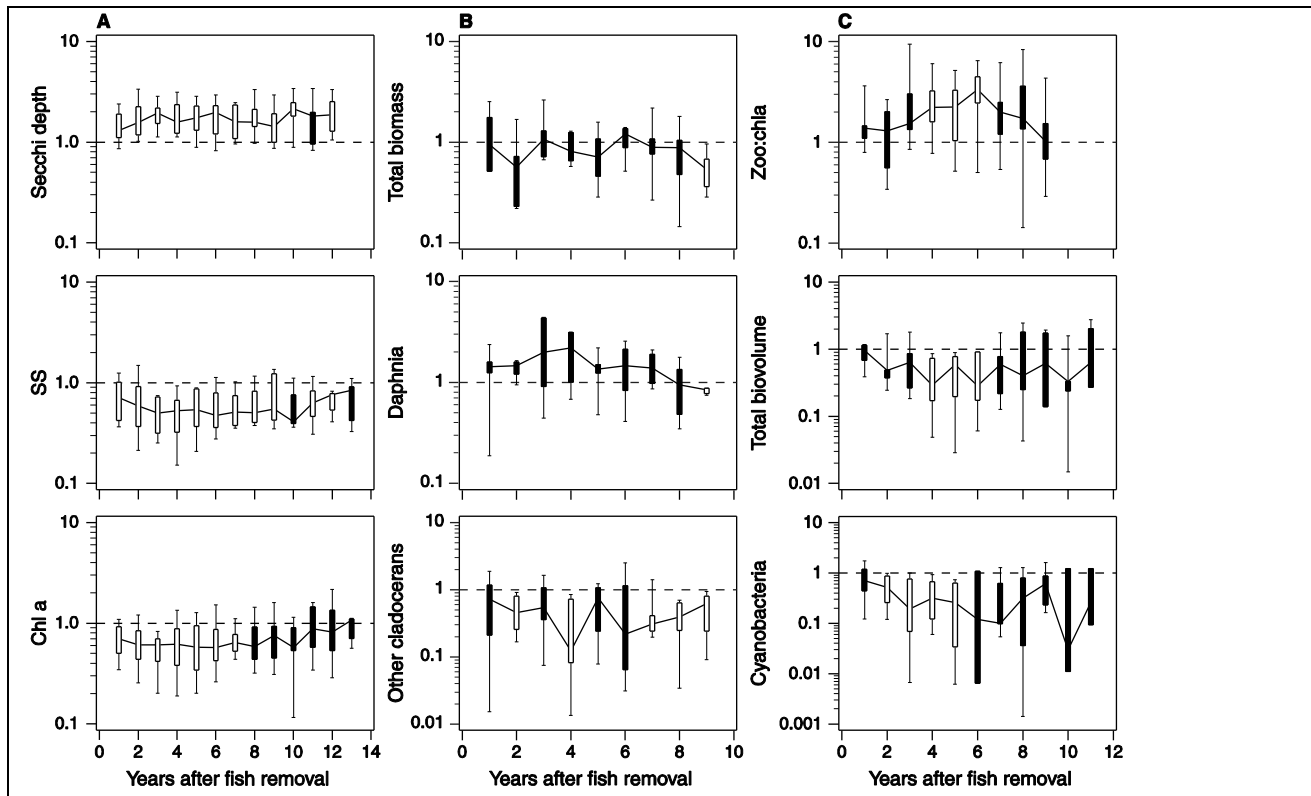 A
B
C
10
1.0
0.1
Secchi depth
10
1
0.1
Total biomass
10
1
0.1
Zoo:chla
10
1.0
0.1
SS
10
1
0.1
Daphnia
10
1
0.1
0.01
Total biovolume
10
1.0
0.1
Chl a
10
1
0.1
0.01
Other cladocerans
10
1
0.1
0.01
0.001
Cyanobacteria
0 2 4 6 8 10 12 14
0 2 4 6 8 10
0 2 4 6 8 10 12
Years after fish removal
Years after fish removal
Years after fish removal